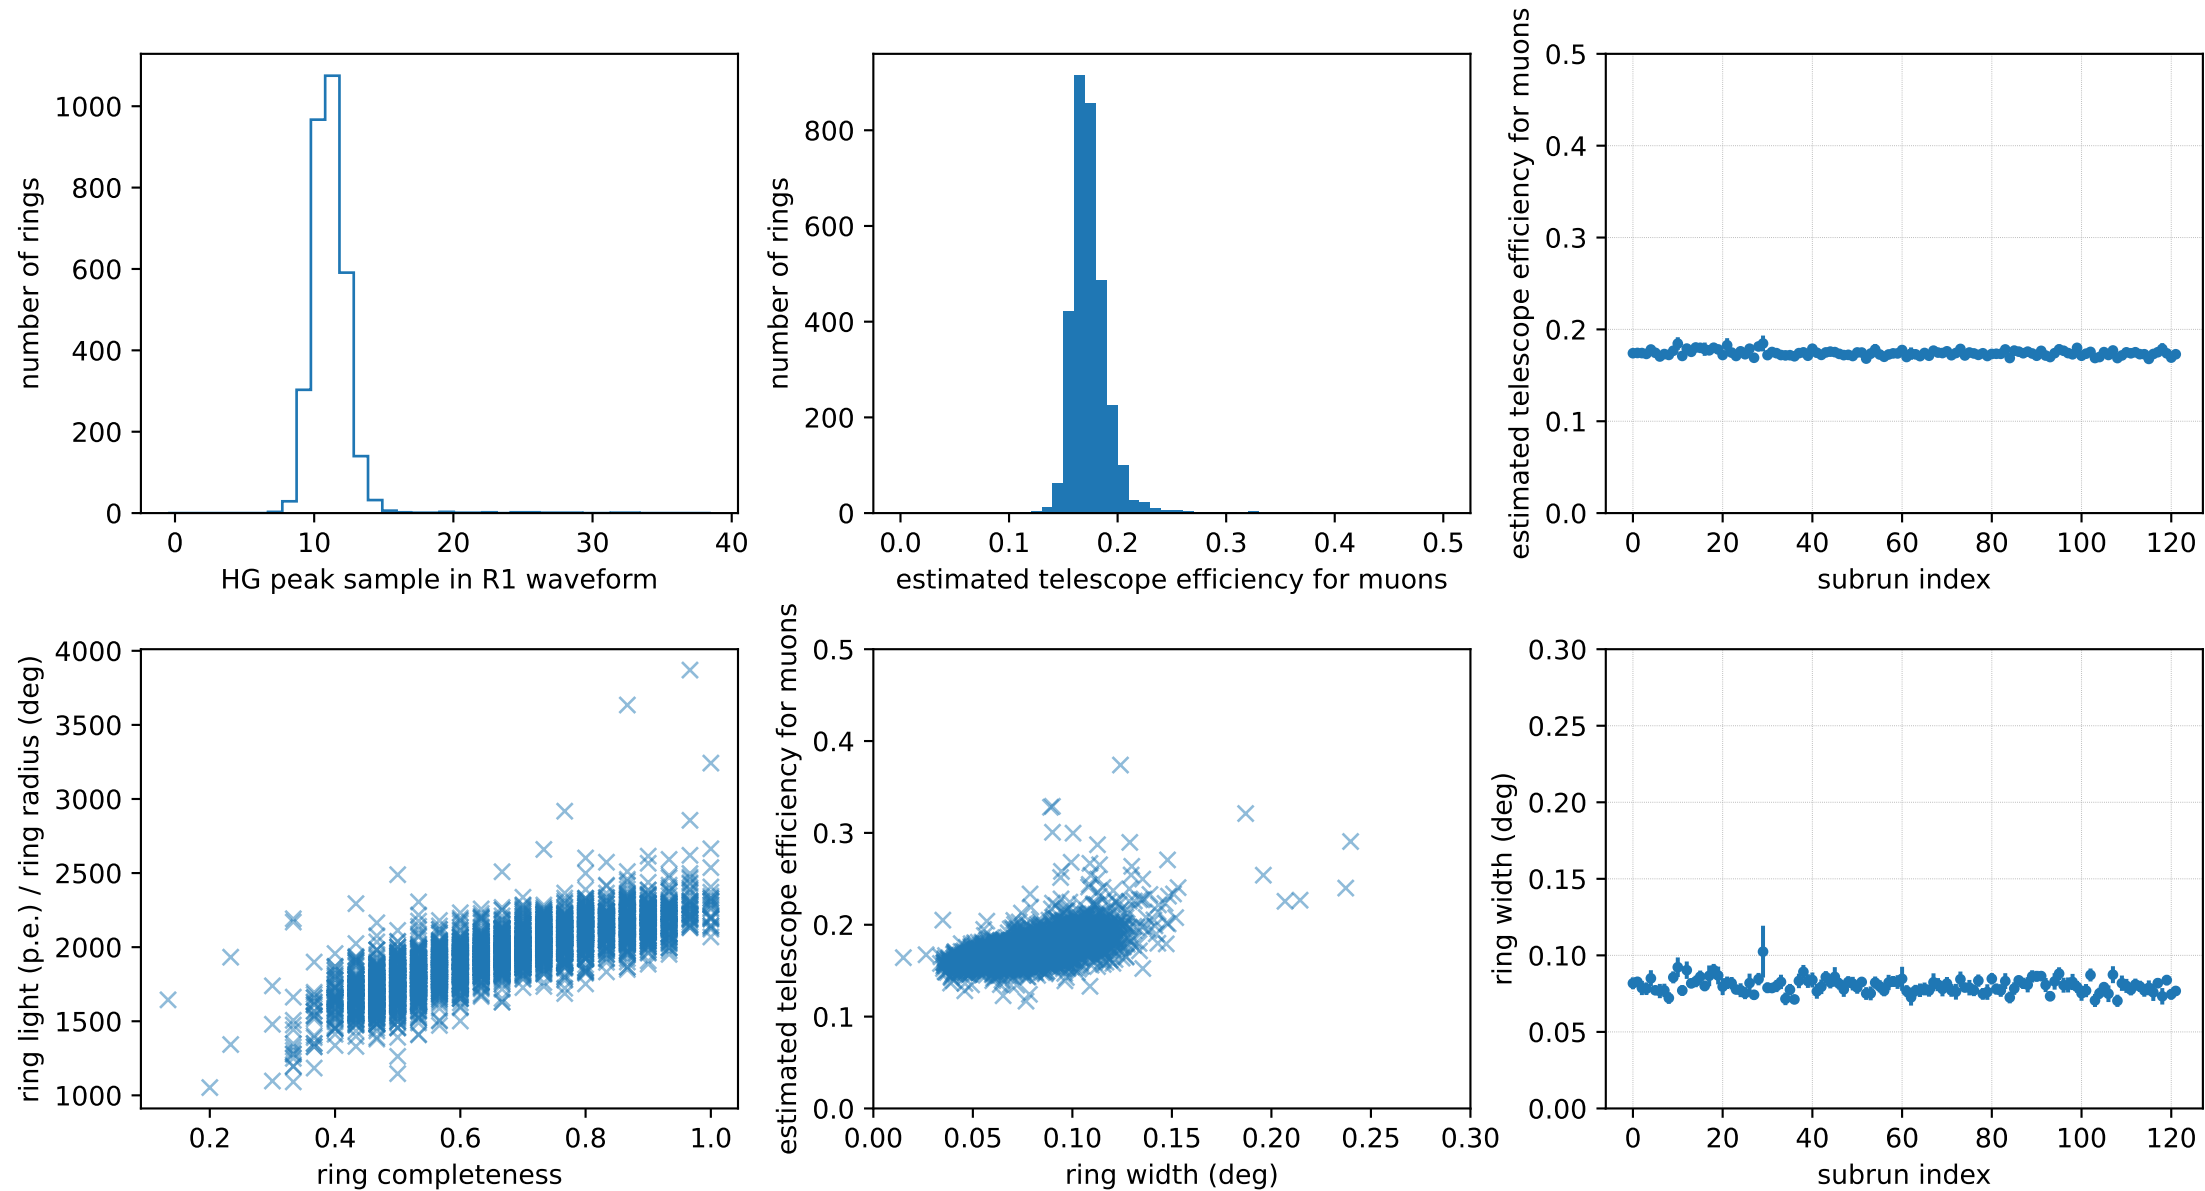 1000
800
600
400
200
0
number of rings
0 10 20 30 40
HG peak sample in R1 waveform
800
600
400
200
0
number of rings
0.0 0.1 0.2 0.3 0.4 0.5
estimated telescope efficiency for muons
0.5
0.4
0.3
0.2
0.1
0.0
estimated telescope efficiency for muons
0 20 40 60 80 100 120
subrun index
4000
3500
3000
2500
2000
1500
1000
ring light (p.e.) / ring radius (deg)
0.2 0.4 0.6 0.8 1.0
ring completeness
0.5
0.4
0.3
0.2
0.1
0.0
estimated telescope efficiency for muons
0.00 0.05 0.10 0.15 0.20 0.25 0.30
ring width (deg)
0.30
0.25
0.20
0.15
0.10
0.05
0.00
ring width (deg)
0 20 40 60 80 100 120
subrun index